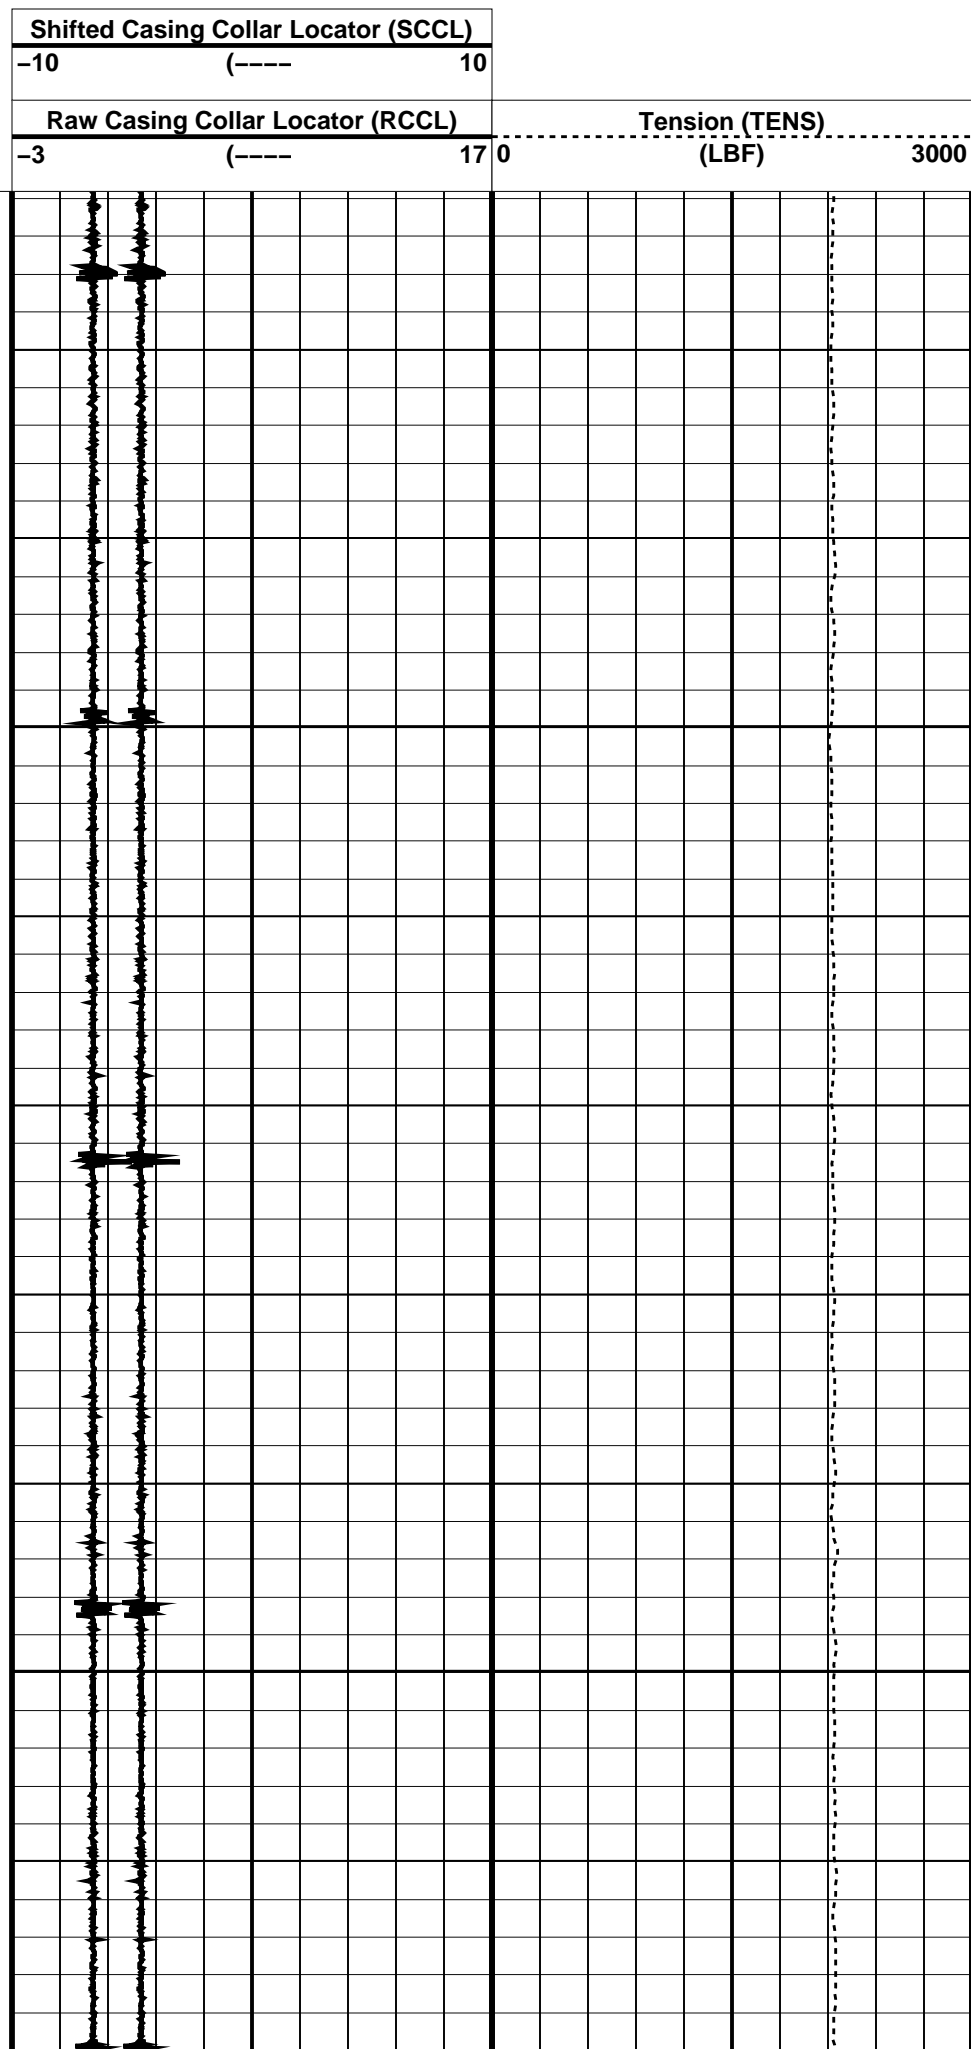 Shifted Casing Collar Locator (SCCL)
−10 (−−−− 10
Raw Casing Collar Locator (RCCL)
−3 (−−−− 17
Tension (TENS)
0 (LBF) 3000